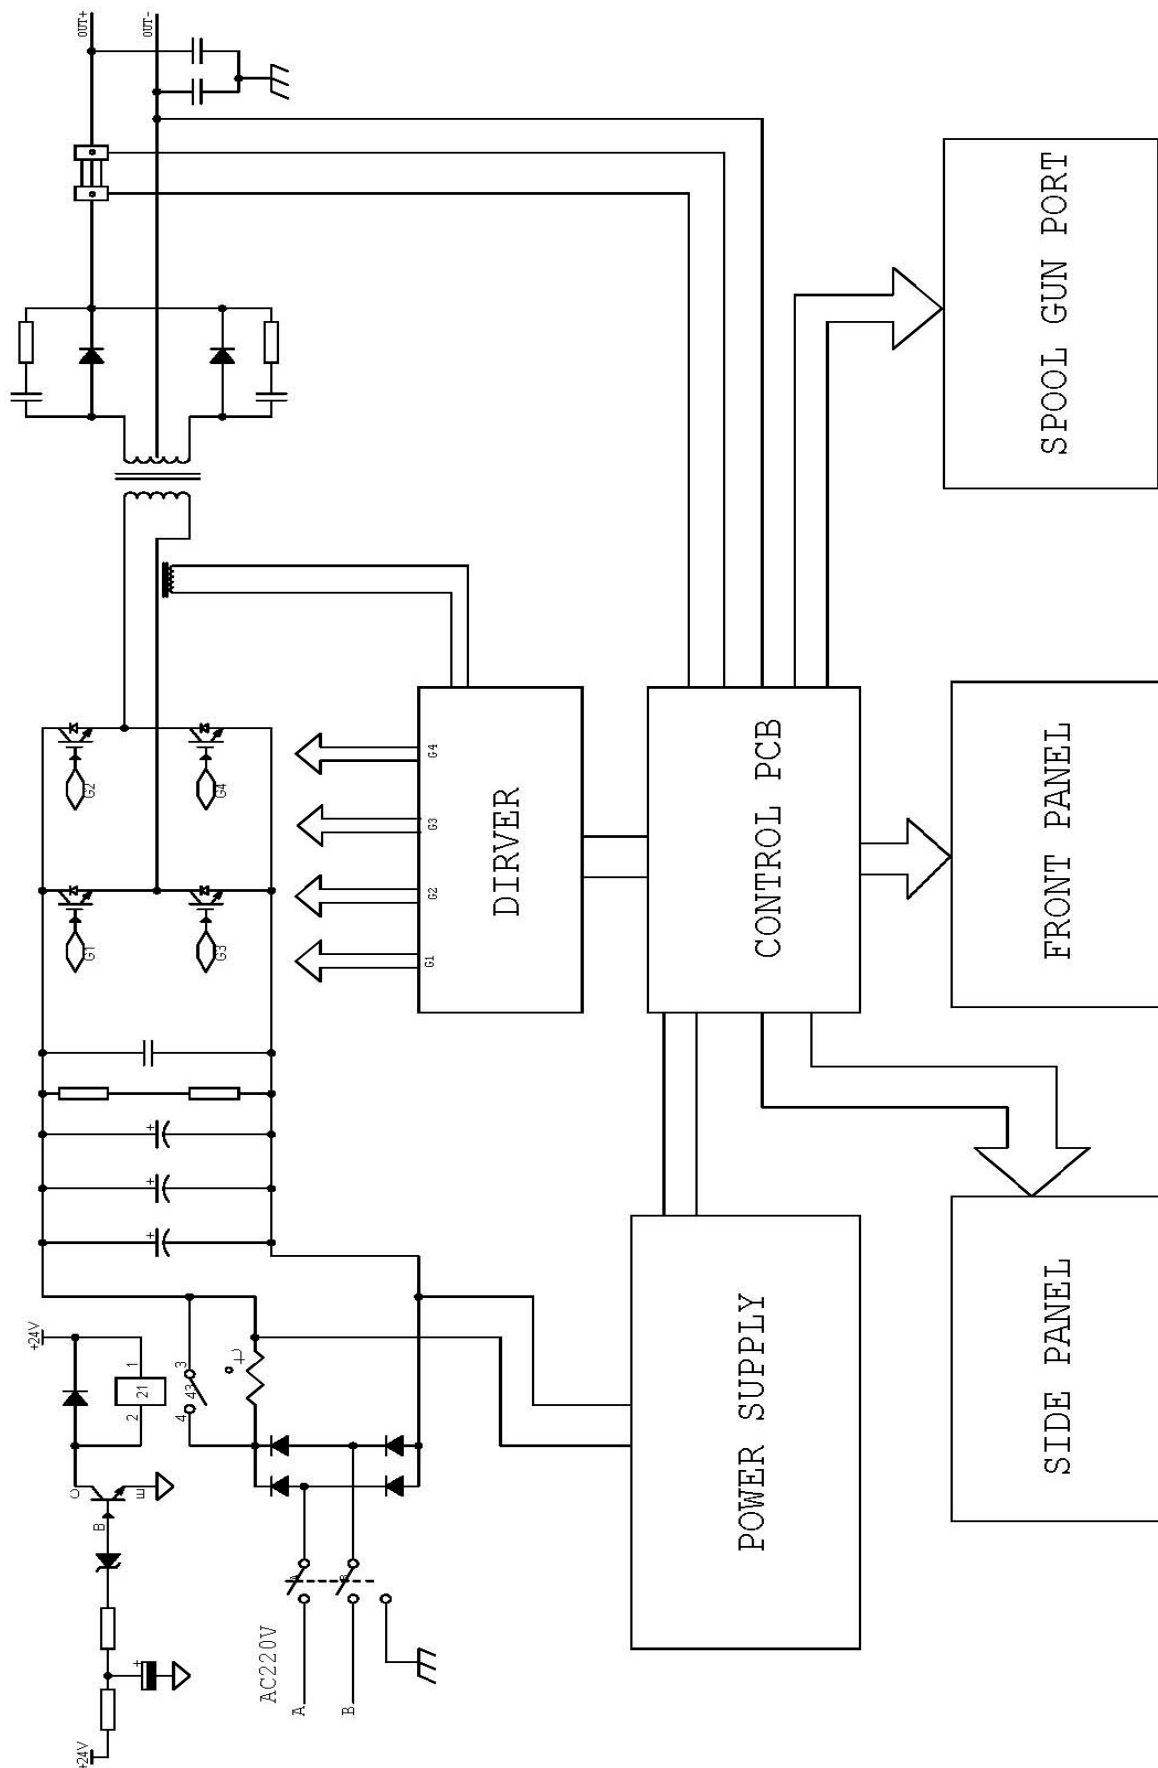 OUT+
OUT-
SPOOL GUN PORT
G2
G4
G1
G3
G4
G3
G2
G1
DIRVER
CONTROL PCB
FRONT PANEL
+
+
+
+24V
1
21
2
3
43
4
C
E
B
A
B
POWER SUPPLY
SIDE PANEL
+
+24V
AC220V
A
B